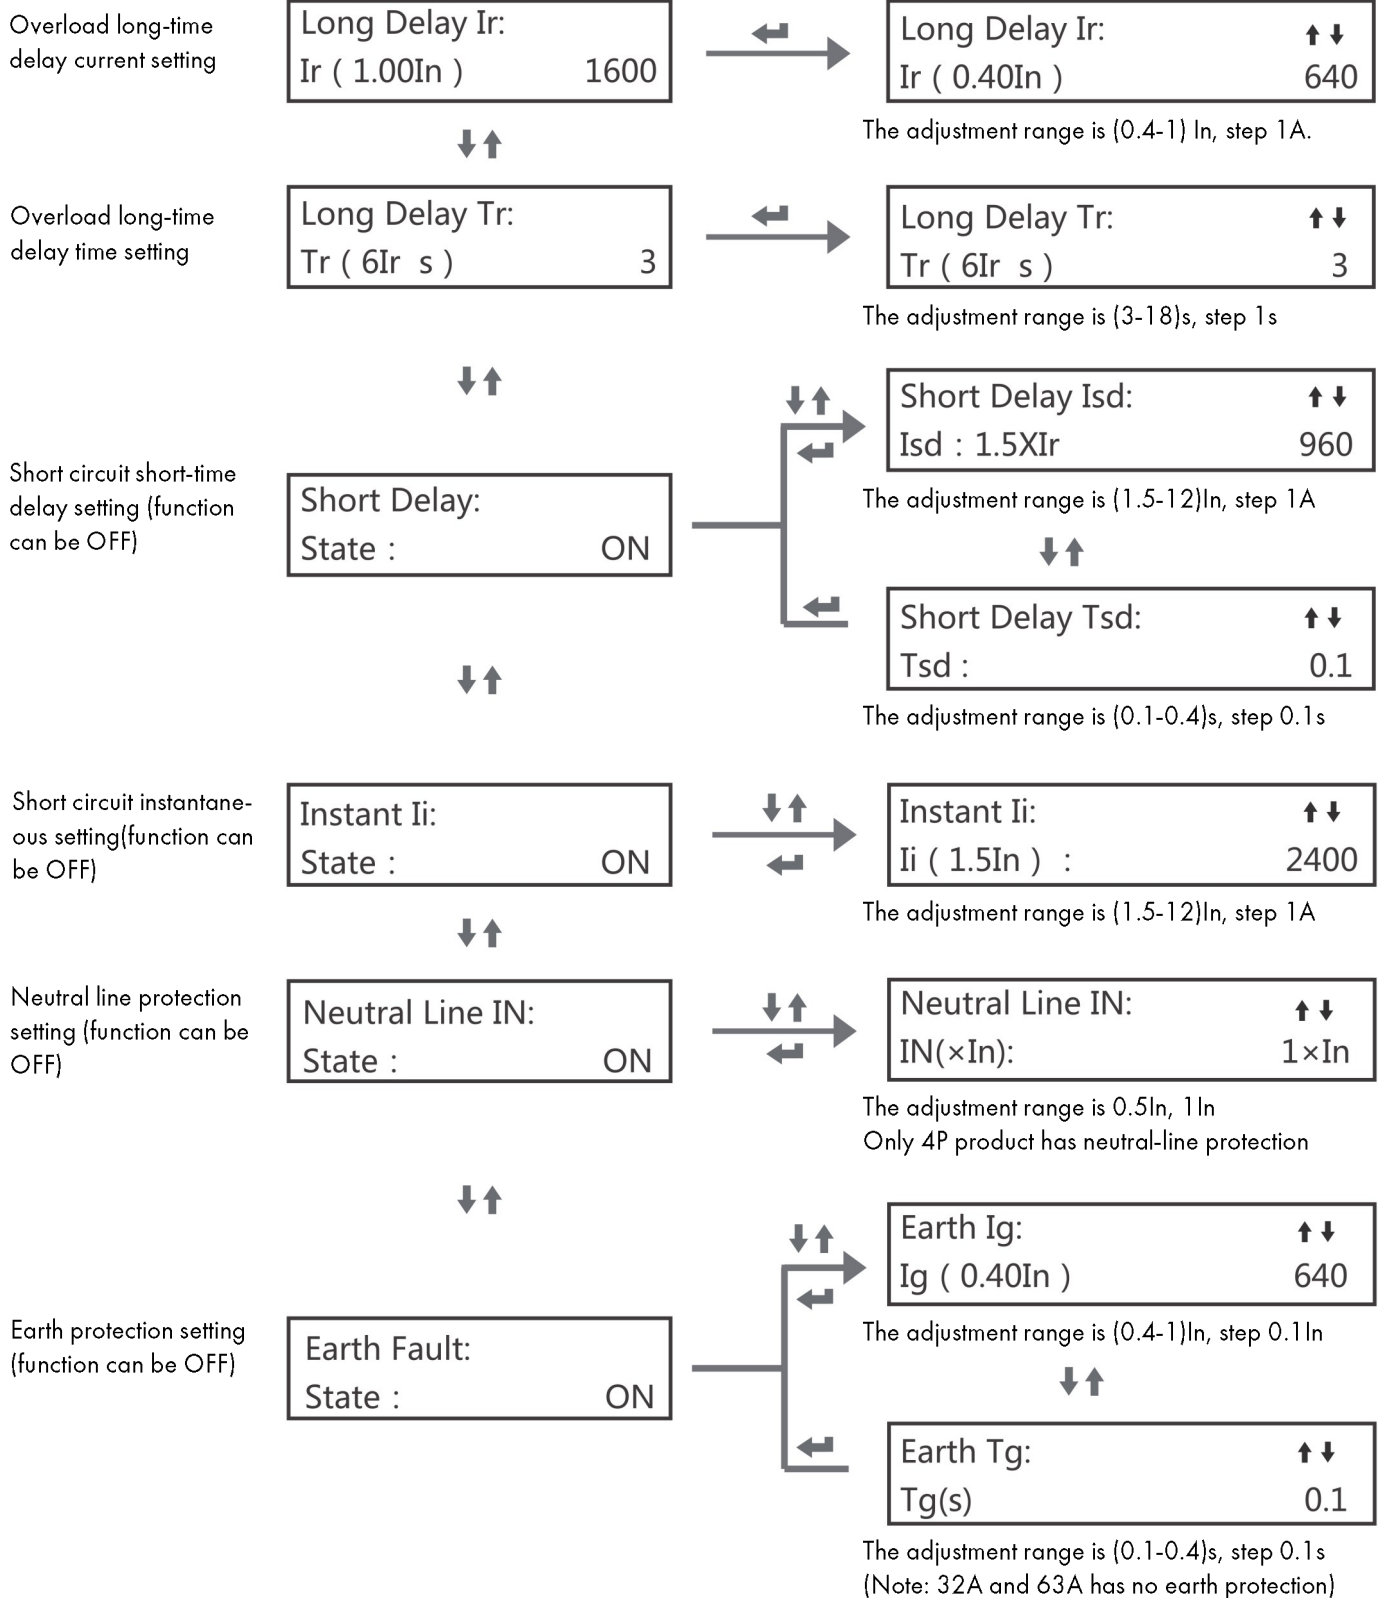 Overload long-time
delay current setting
Long Delay Ir:
Ir ( 1.00In ) 1600
Long Delay Ir:
Ir ( 0.40In ) 640
The adjustment range is (0.4-1) In, step 1A.
Overload long-time
delay time setting
Long Delay Tr:
Tr ( 6Ir s ) 3
Long Delay Tr:
Tr ( 6Ir s ) 3
The adjustment range is (3-18)s, step 1s
Short circuit short-time
delay setting (function
can be OFF)
Short Delay:
State : ON
Short Delay Isd:
Isd : 1.5XIr 960
The adjustment range is (1.5-12)In, step 1A
Short Delay Tsd:
Tsd : 0.1
The adjustment range is (0.1-0.4)s, step 0.1s
Short circuit instantane-
ous setting(function can
be OFF)
Instant Ii:
State : ON
Instant Ii:
Ii ( 1.5In ) : 2400
The adjustment range is (1.5-12)In, step 1A
Neutral line protection
setting (function can be
OFF)
Neutral Line IN:
State : ON
Neutral Line IN:
IN(×In): 1×In
The adjustment range is 0.5In, 1In
Only 4P product has neutral-line protection
Earth protection setting
(function can be OFF)
Earth Fault:
State : ON
Earth Ig:
Ig ( 0.40In ) 640
The adjustment range is (0.4-1)In, step 0.1In
Earth Tg:
Tg(s) 0.1
The adjustment range is (0.1-0.4)s, step 0.1s
(Note: 32A and 63A has no earth protection)